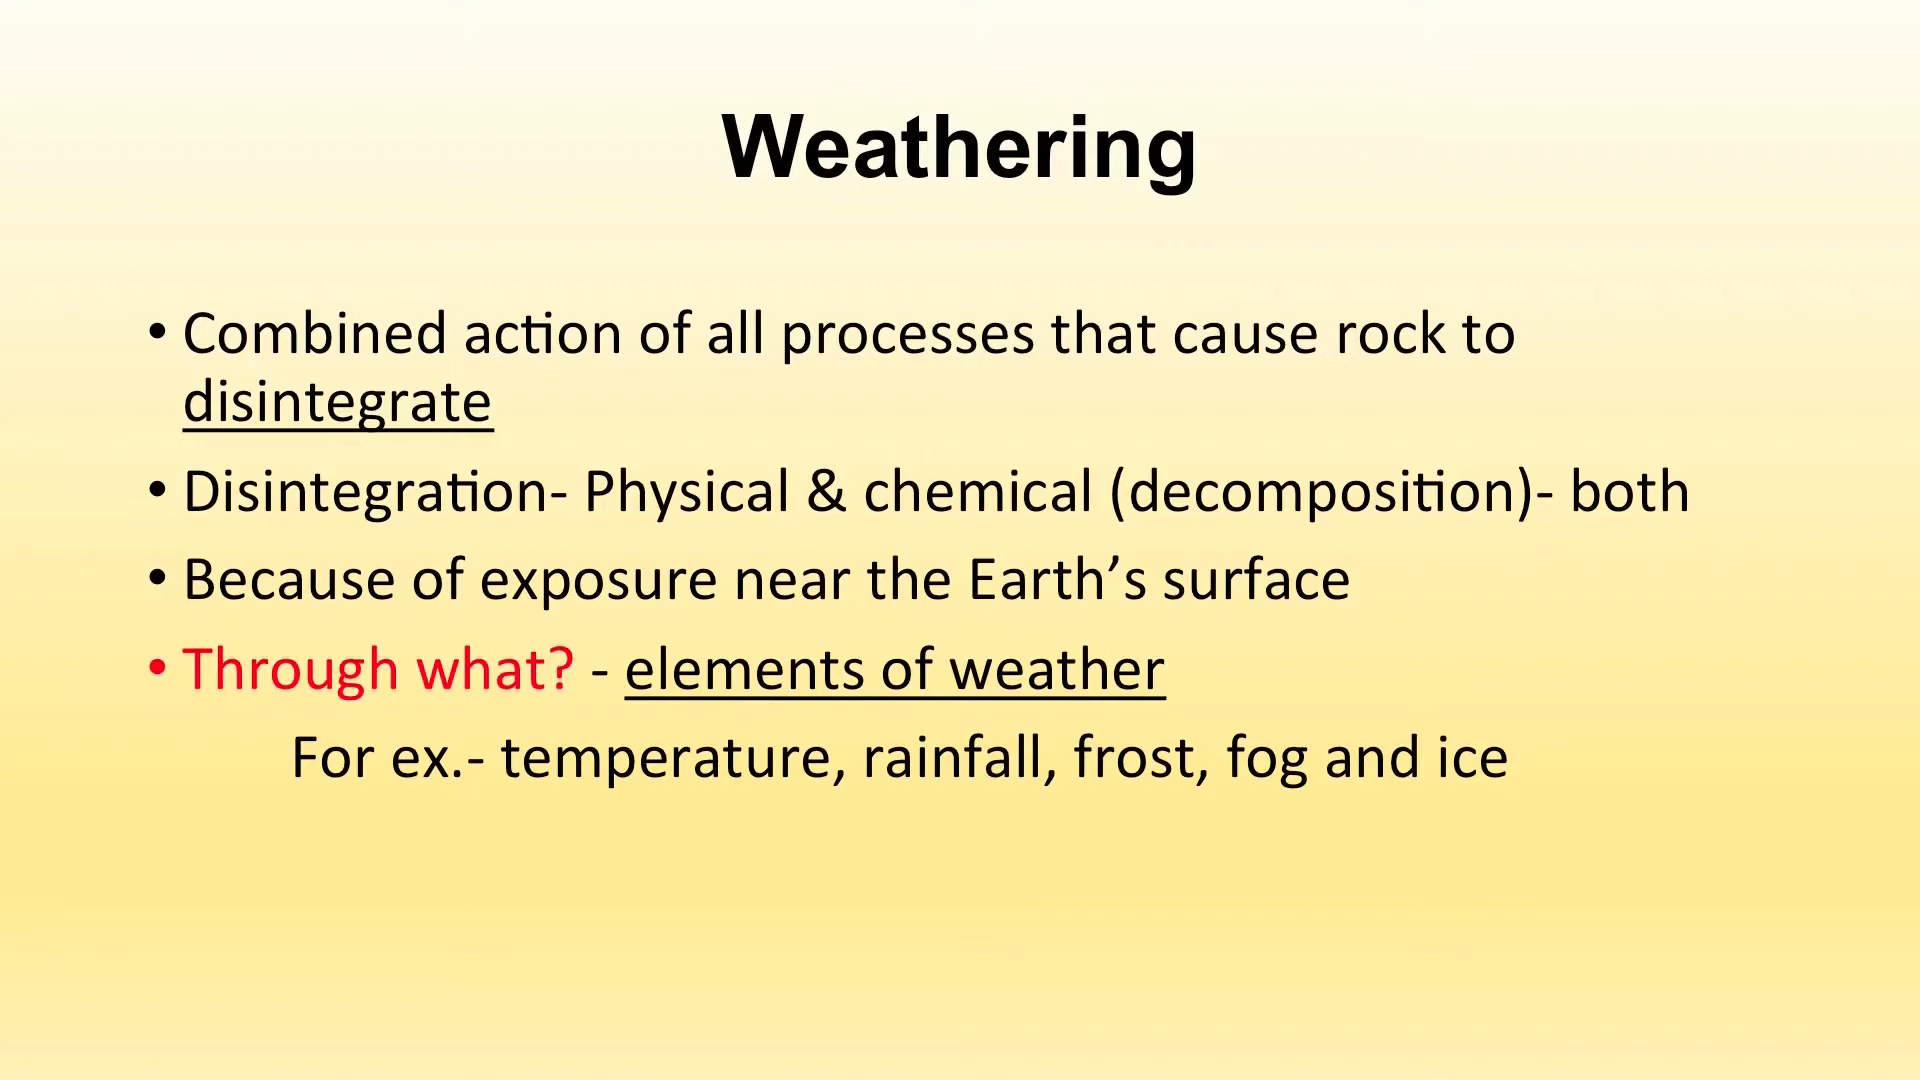 Weathering
• Combined action of all processes that cause rock to
disintegrate
• Disintegration- Physical & chemical (decomposition)- both
• Because of exposure near the Earth’s surface
• Through what? - elements of weather
For ex.- temperature, rainfall, frost, fog and ice